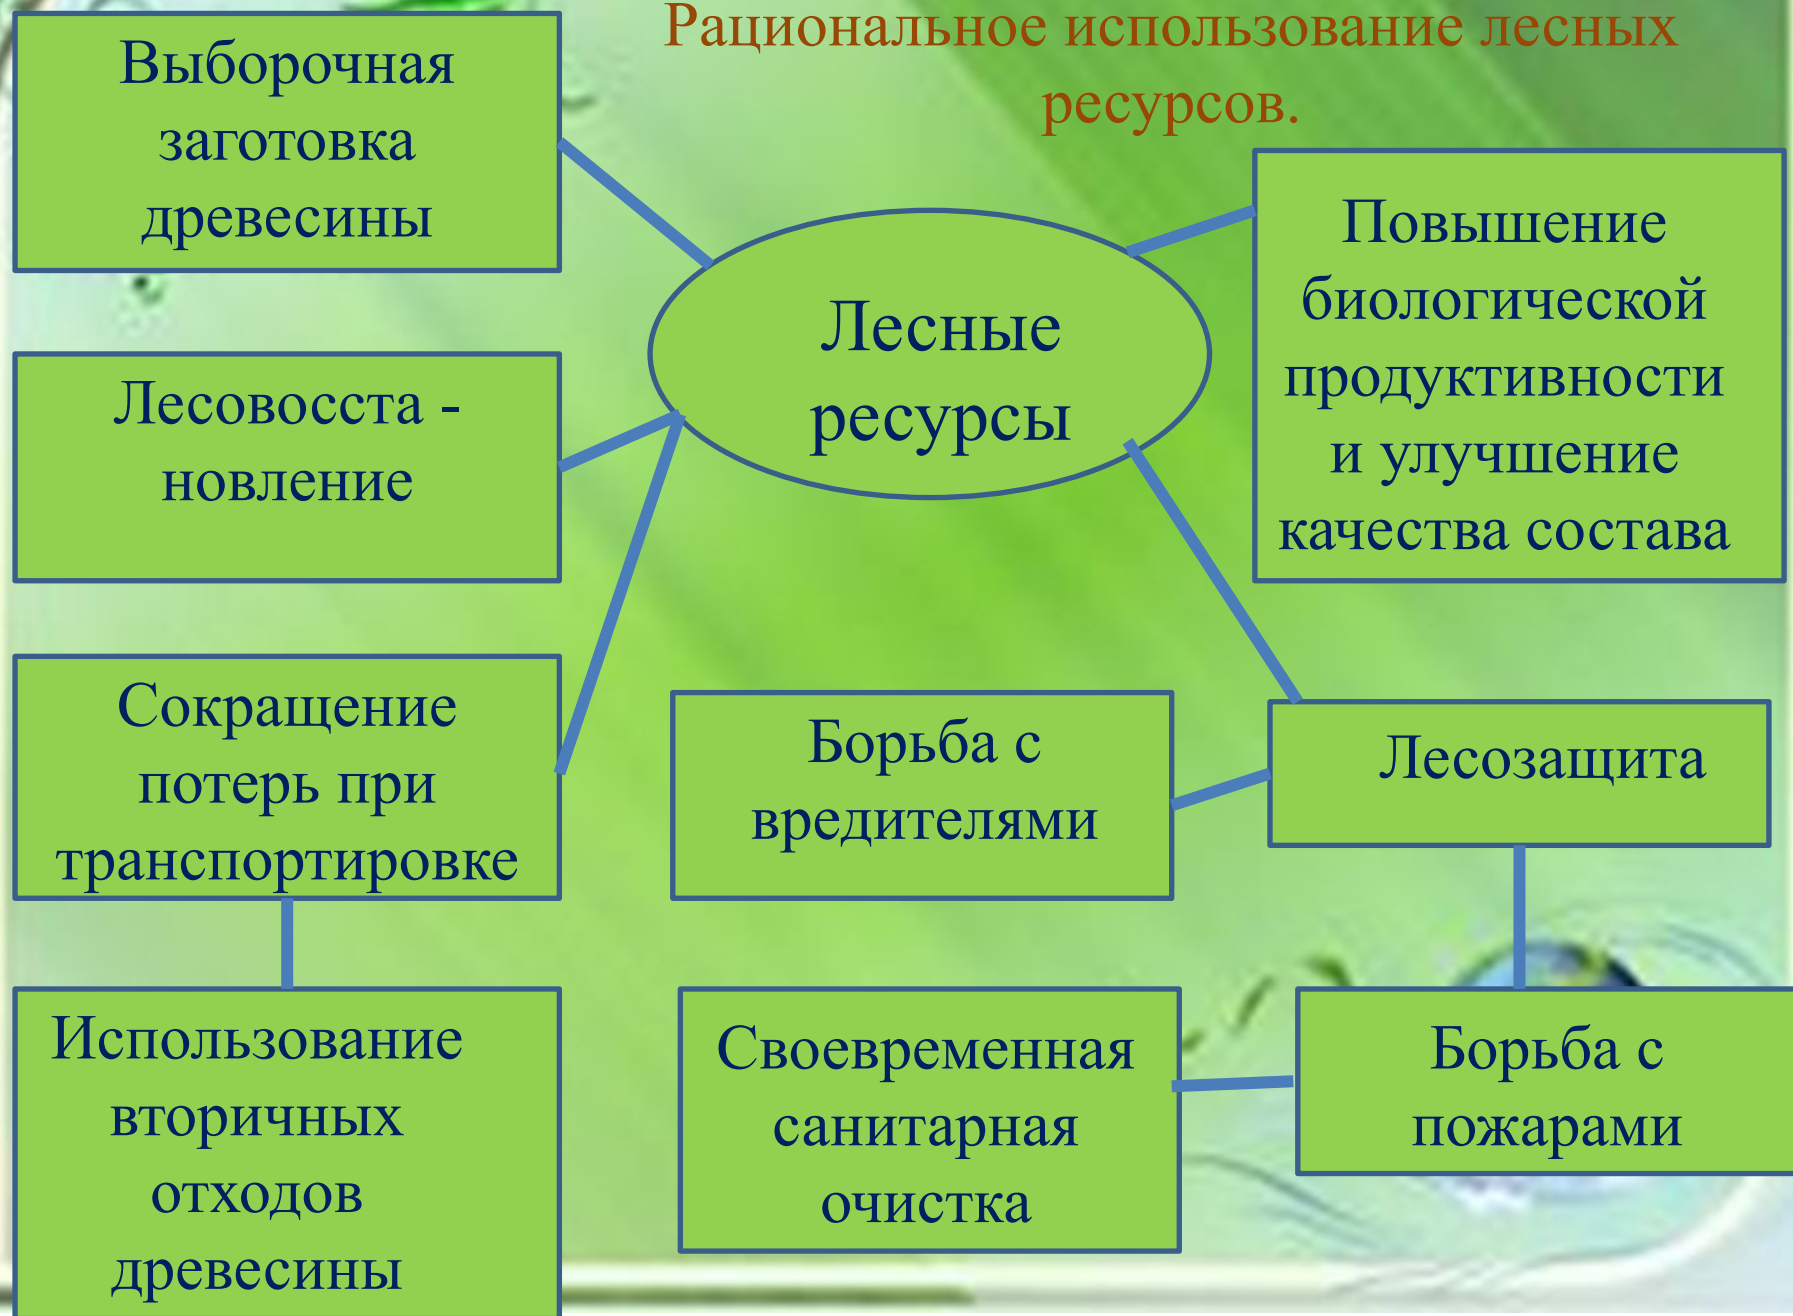 Рациональное использование лесных
ресурсов.
Выборочная
заготовка
древесины
Лесные
ресурсы
Повышение
биологической
продуктивности
и улучшение
качества состава
Лесовосста -
новление
Сокращение
потерь при
транспортировке
Борьба с
вредителями
Лесозащита
Использование
вторичных
отходов
древесины
Своевременная
санитарная
очистка
Борьба с
пожарами